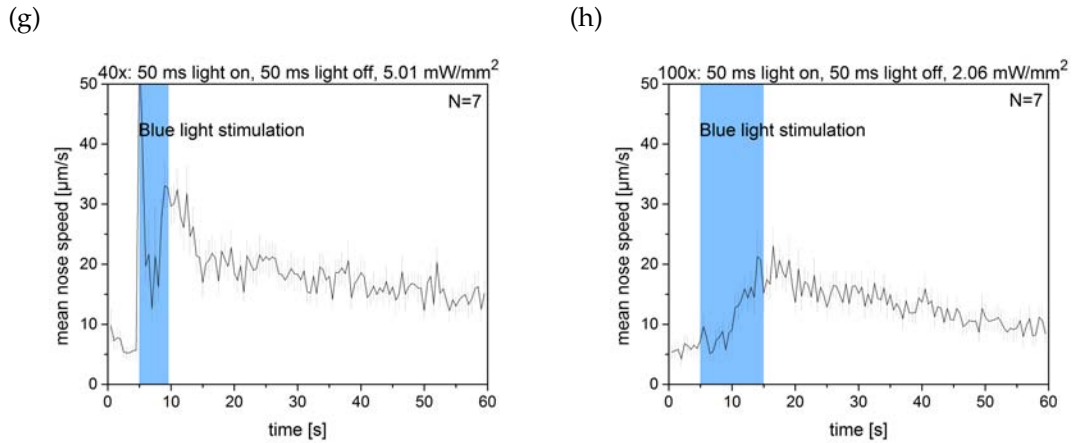 (g)
40x: 50 ms light on, 50 ms light off, 5.01 mW/mm²
N=7
Blue light stimulation
mean nose speed [µm/s]
50
40
30
20
10
0
0 10 20 30 40 50 60
time [s]
(h)
100x: 50 ms light on, 50 ms light off, 2.06 mW/mm²
N=7
Blue light stimulation
mean nose speed [µm/s]
50
40
30
20
10
0
0 10 20 30 40 50 60
time [s]